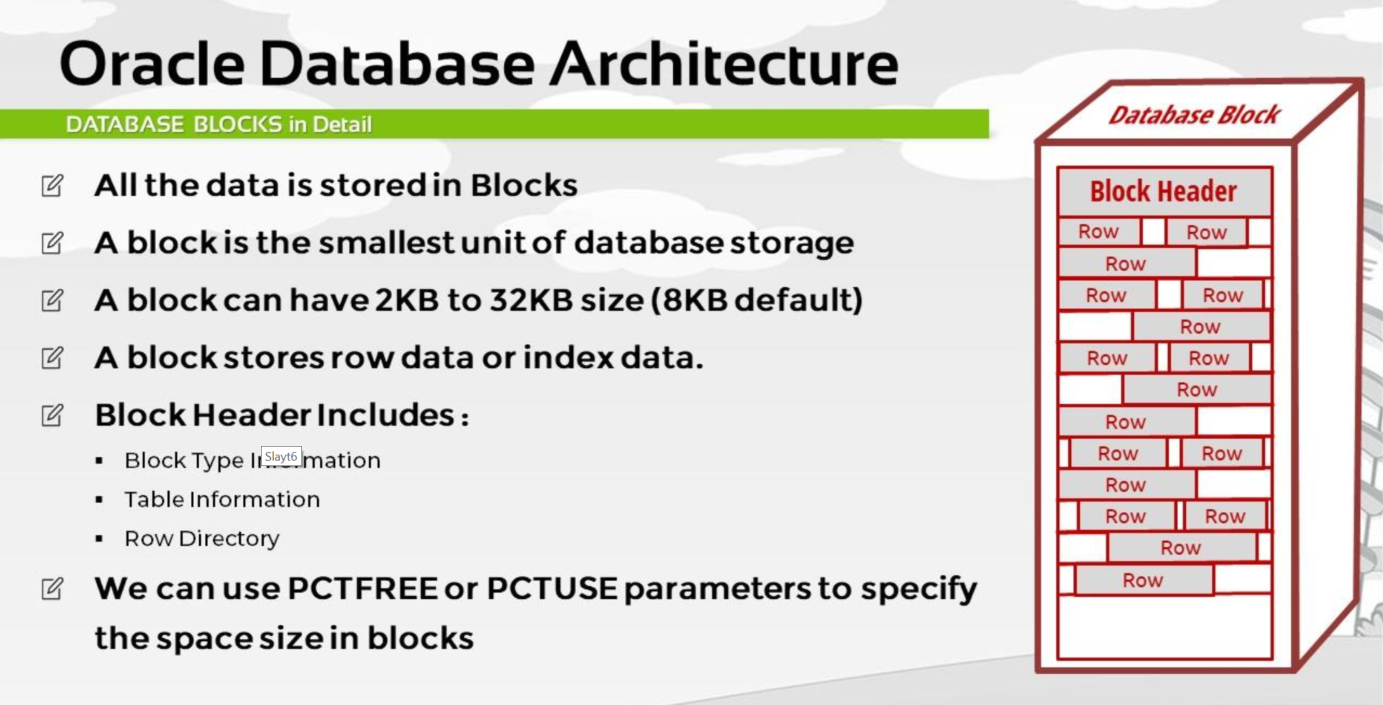 Oracle Database Architecture
DATABASE BLOCKS in Detail
All the data is stored in Blocks
A block is the smallest unit of database storage
A block can have 2KB to 32KB size (8KB default)
A block stores row data or index data.
Block Header Includes :
Block Type In mation
Slayt6
Table Information
Row Directory
We can use PCTFREE or PCTUSE parameters to specify
the space size in blocks
Database Block
Block Header
Row Row
Row
Row Row
Row
Row Row
Row
Row
Row Row
Row
Row Row
Row
Row